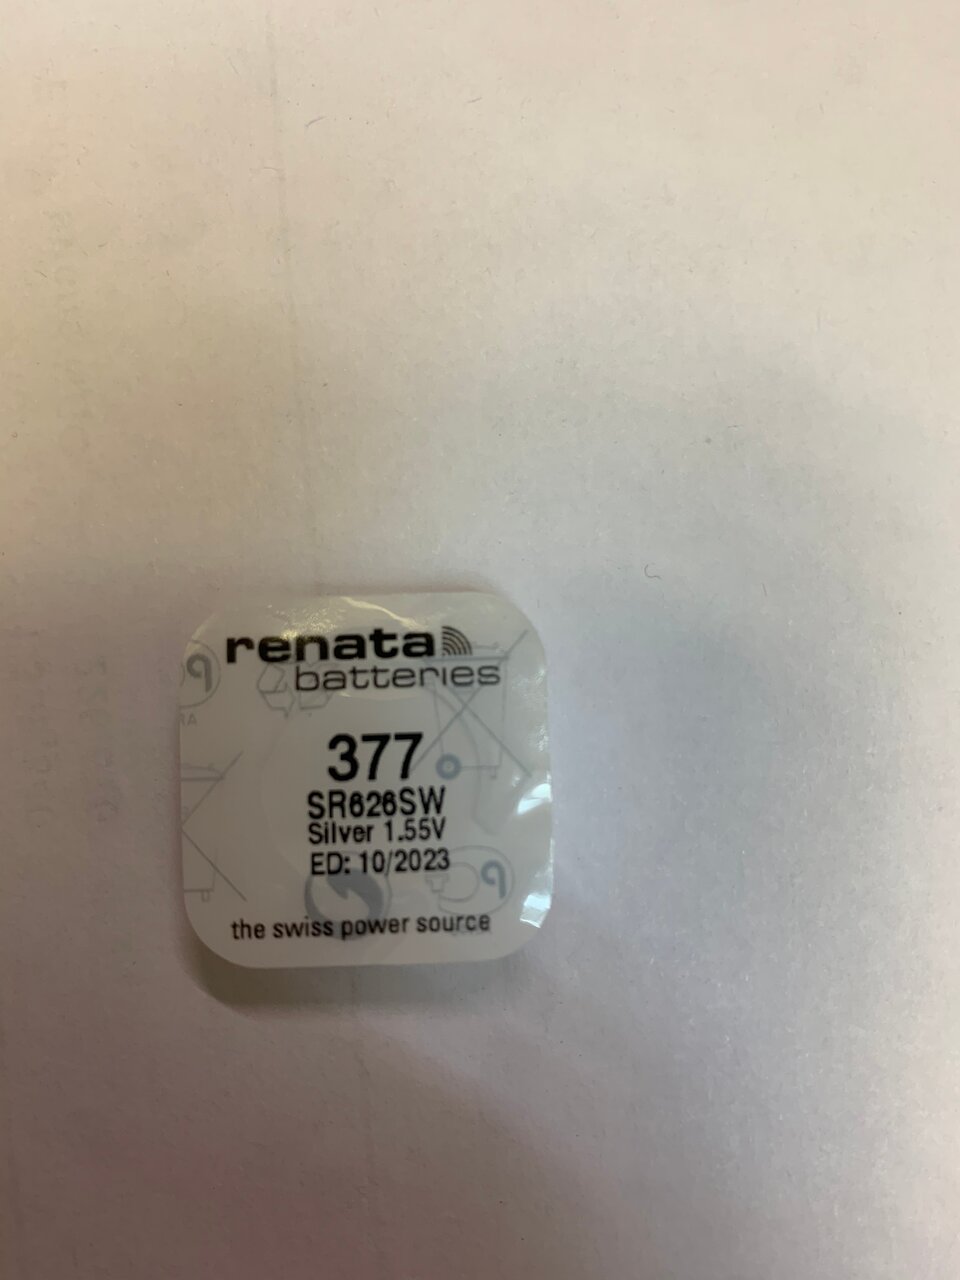 renata
batteries
377
SR626SW
Silver 1.55V
ED: 10/2023
the swiss power source